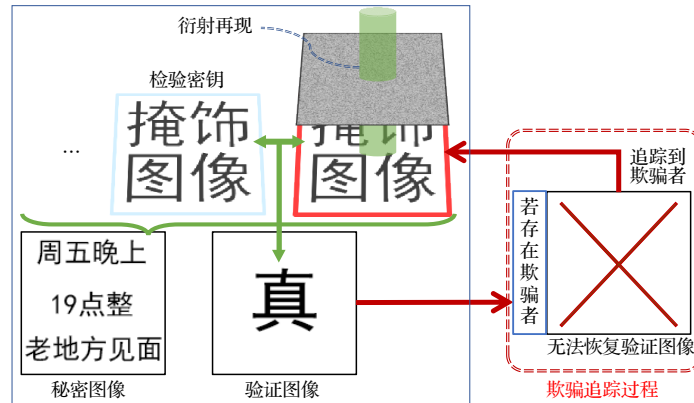 衍射再现
检验密钥
...
掩饰
图像
掩饰
图像
追踪到
欺骗者
若存在欺骗者
周五晚上
19点整
老地方见面
真
无法恢复验证图像
秘密图像
验证图像
欺骗追踪过程